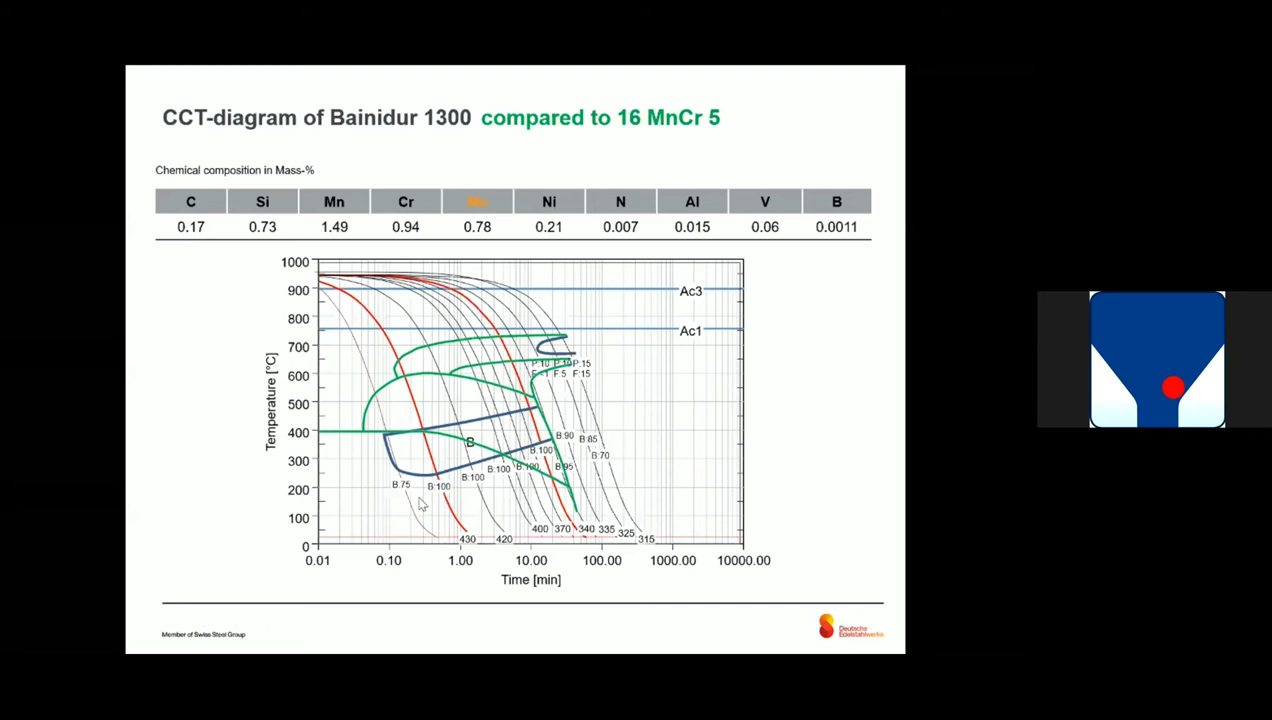 CCT-diagram of Bainidur 1300 compared to 16 MnCr 5
Chemical composition in Mass-%
C Si Mn Cr Mo Ni N Al V B
0.17 0.73 1.49 0.94 0.78 0.21 0.007 0.015 0.06 0.0011
1000
900
800
700
600
500
400
300
200
100
0
Temperature [°C]
Ac3
Ac1
P:10 P:10 P:15
F:5 F:15
B
B:90 B:85
B:100 B:70
B:100 B:100 B:95
B:100
B:75 B:100
400 370 340 335 325 315
430 420
0.01 0.10 1.00 10.00 100.00 1000.00 10000.00
Time [min]
Member of Swiss Steel Group
Deutsche
Edelstahlwerke